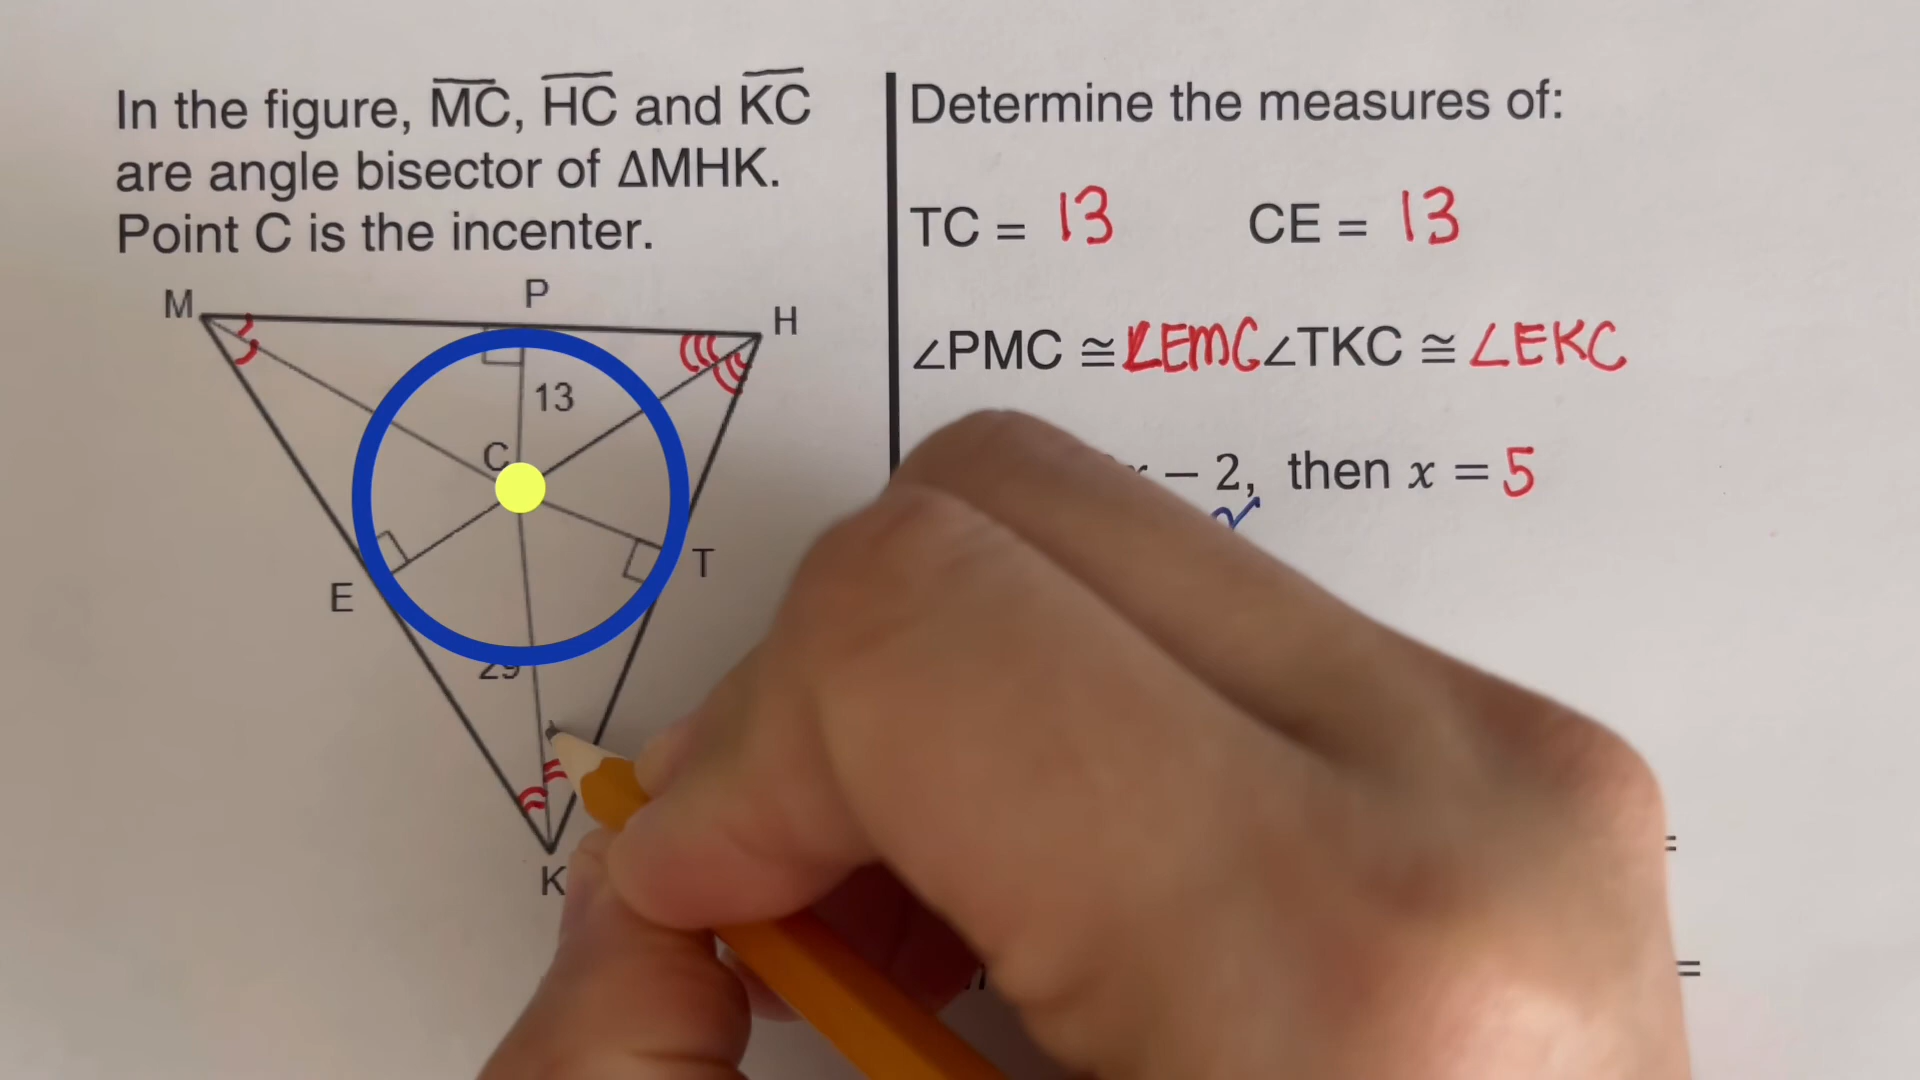 In the figure, MC, HC and KC
are angle bisector of ΔMHK.
Point C is the incenter.
M
P
H
13
C
E
T
29
K
Determine the measures of:
TC = 13 CE = 13
∠PMC ≅ ∠EMC ∠TKC ≅ ∠EKC
− 2, then x = 5
=
=